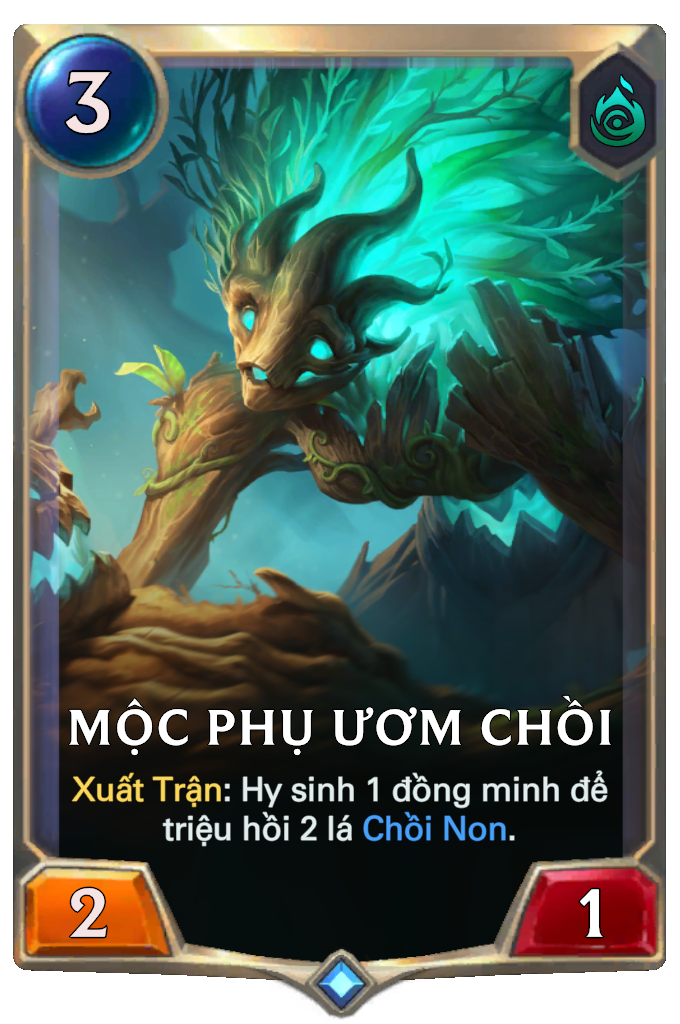 3
MỘC PHỤ ƯƠM CHỒI
Xuất Trận: Hy sinh 1 đồng minh để
triệu hồi 2 lá Chồi Non.
2
1